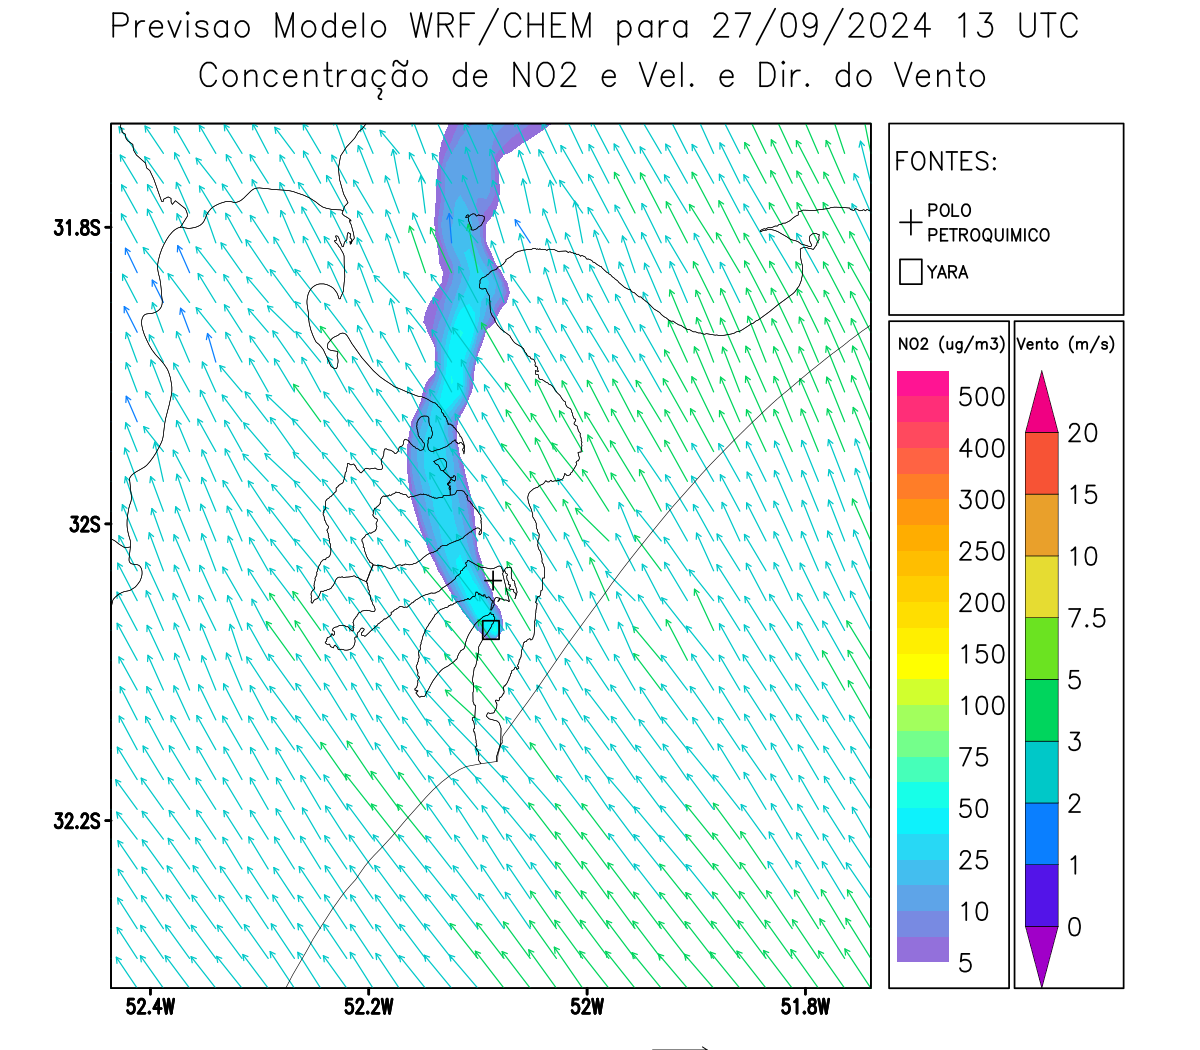 Previsao Modelo WRF/CHEM para 27/09/2024 13 UTC
Concentração de NO2 e Vel. e Dir. do Vento
FONTES:
POLO
PETROQUIMICO
YARA
NO2 (ug/m3)
500
400
300
250
200
150
100
75
50
25
10
5
Vento (m/s)
20
15
10
7.5
5
3
2
1
0
31.8S
32S
32.2S
52.4W
52.2W
52W
51.8W